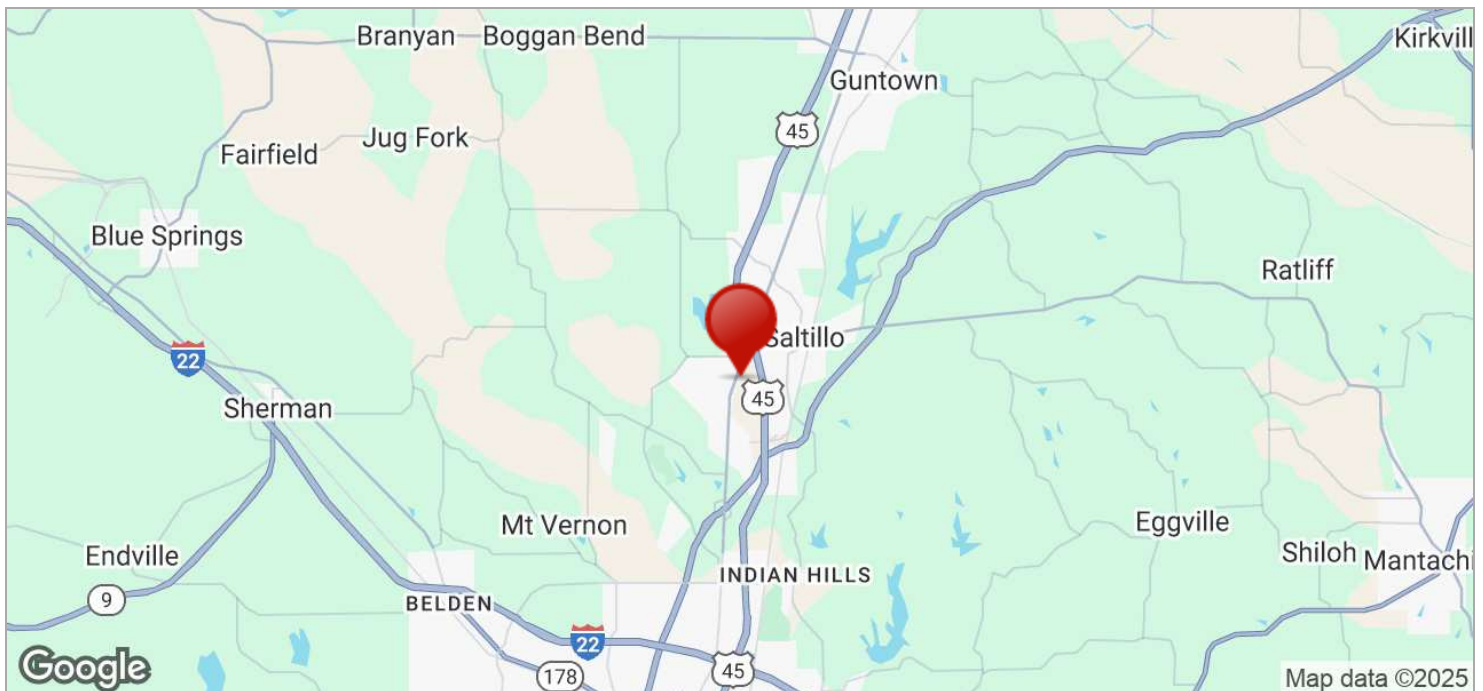 Branyan
Boggan Bend
Kirkvill
Guntown
45
Jug Fork
Fairfield
Blue Springs
Ratliff
Saltillo
22
45
Sherman
Mt Vernon
Eggville
Endville
Shiloh
Mantachi
INDIAN HILLS
9
BELDEN
22
178
45
Google
Map data ©2025